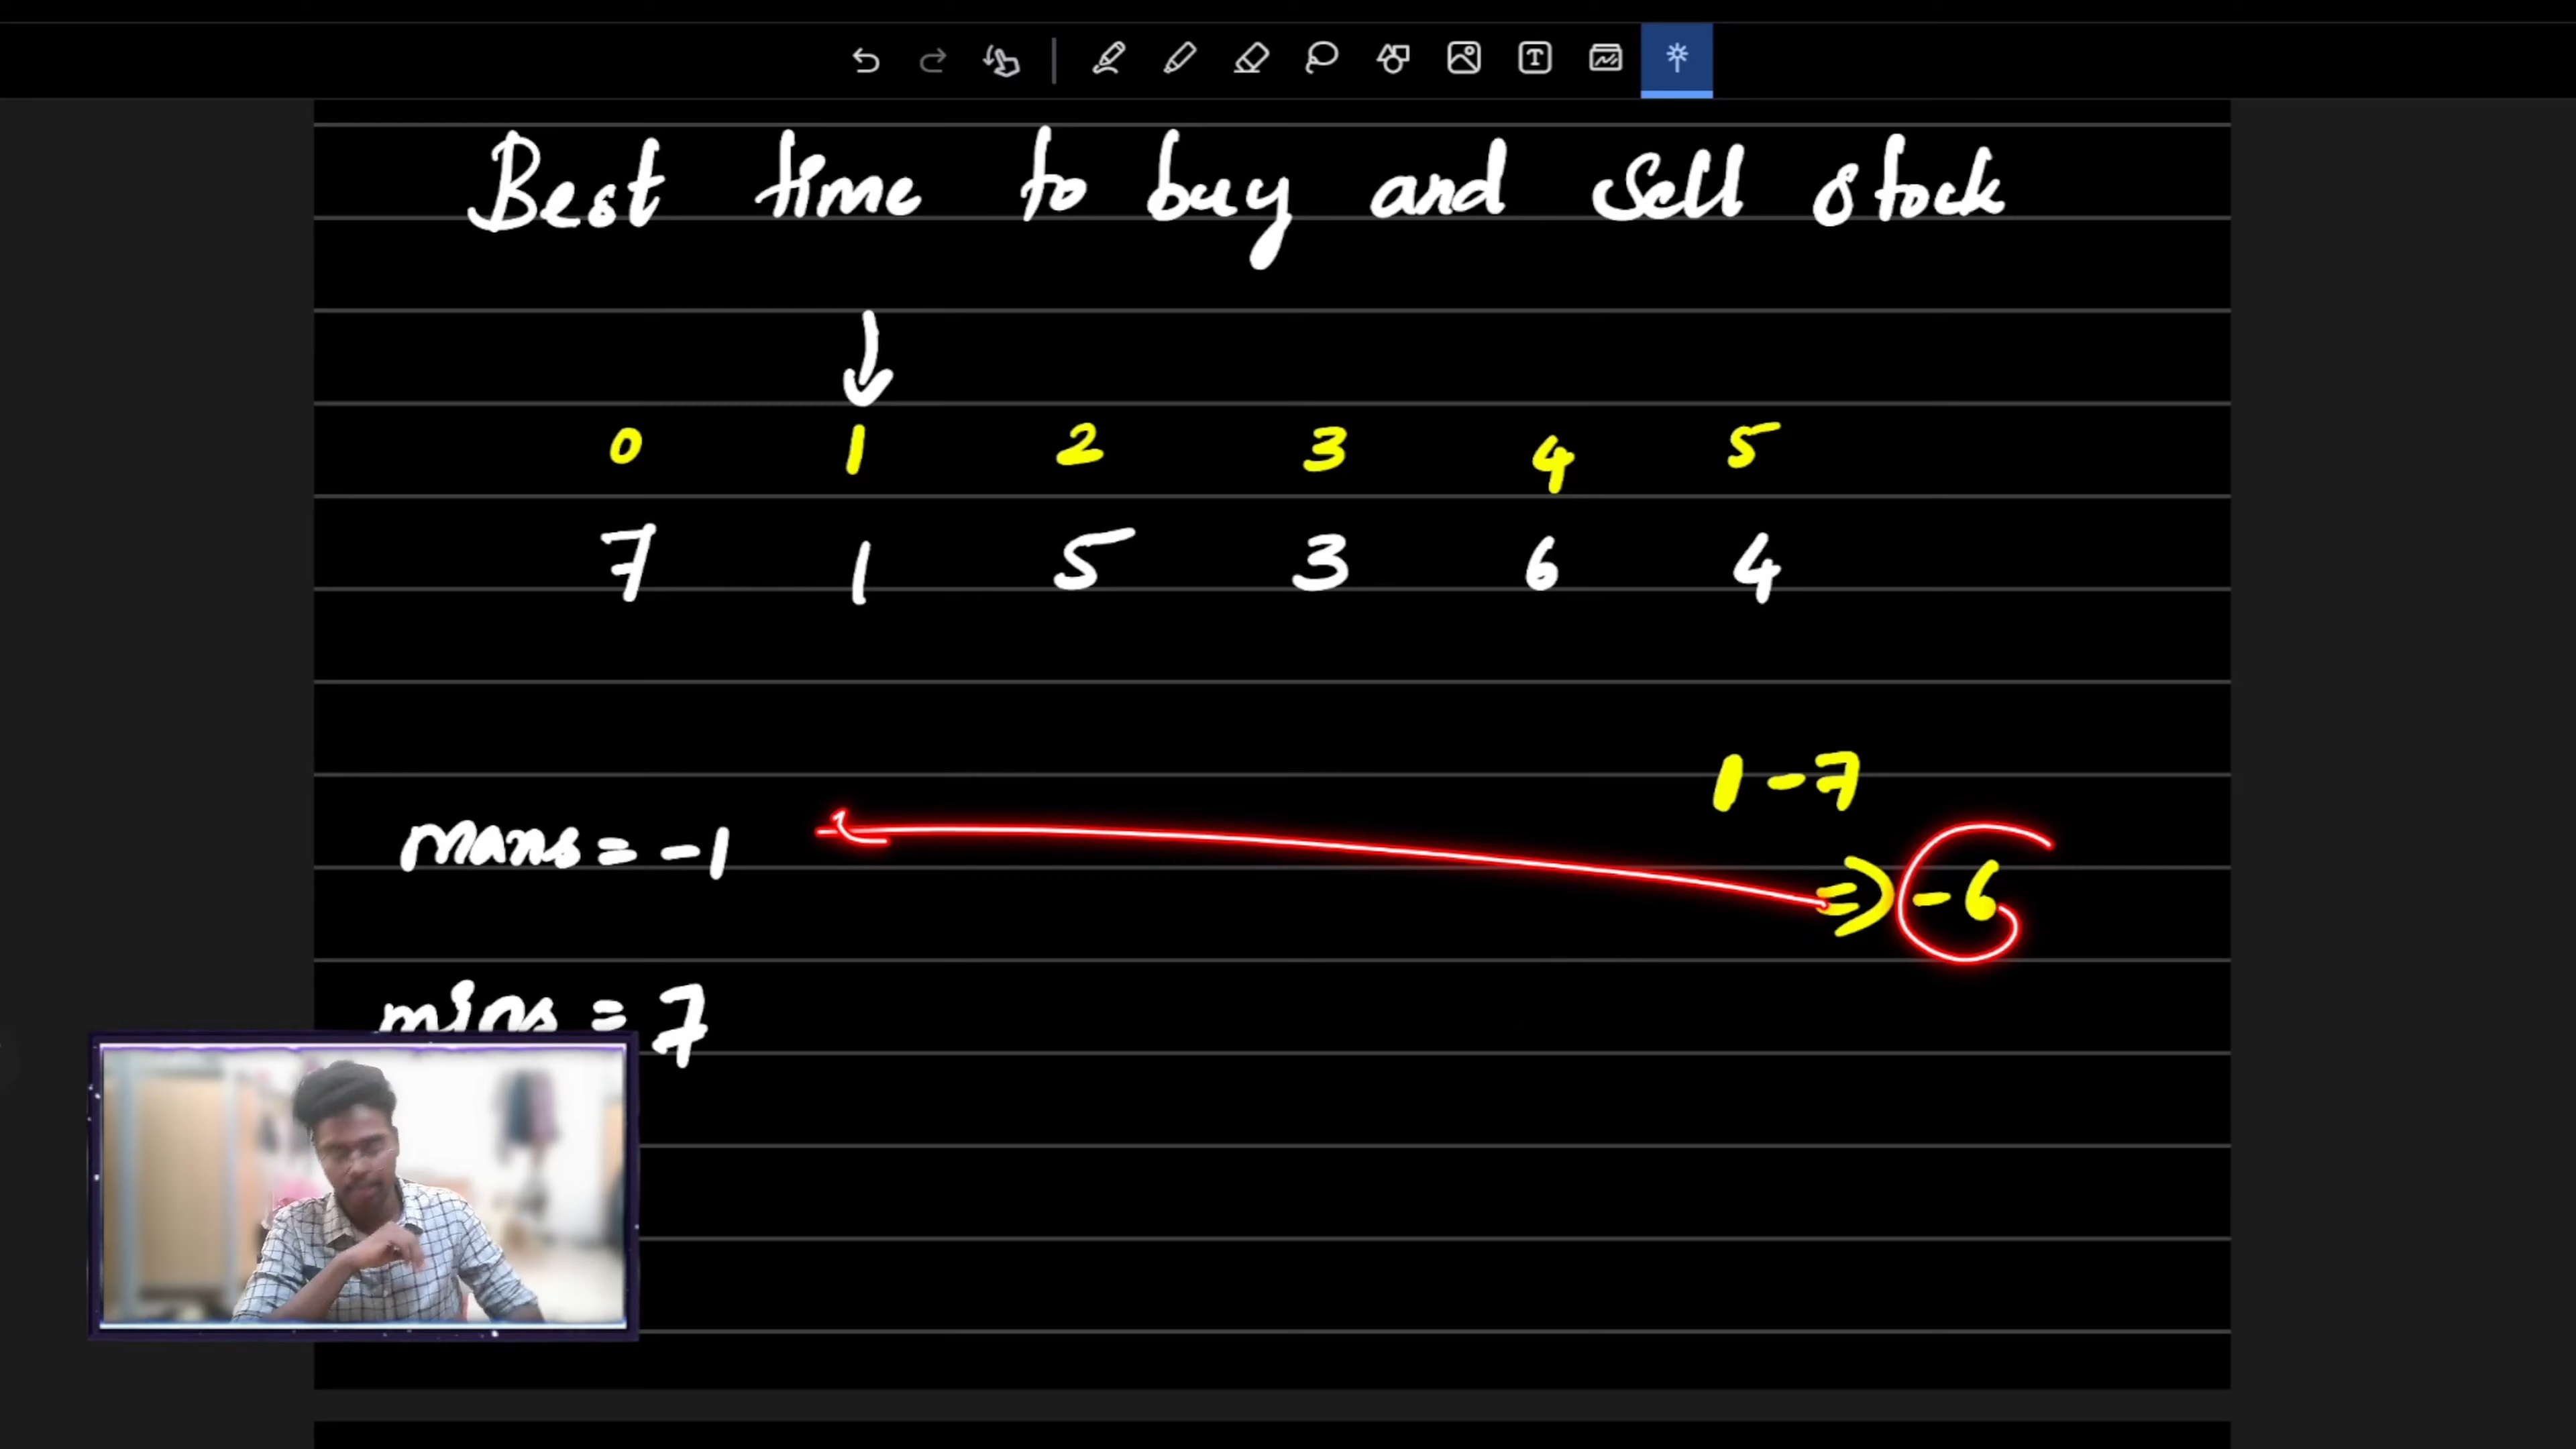 Best time to buy and Sell stock
0 1 2 3 4 5
7 1 5 3 6 4
1-7
maxs = -1
=) -6
mins = 7